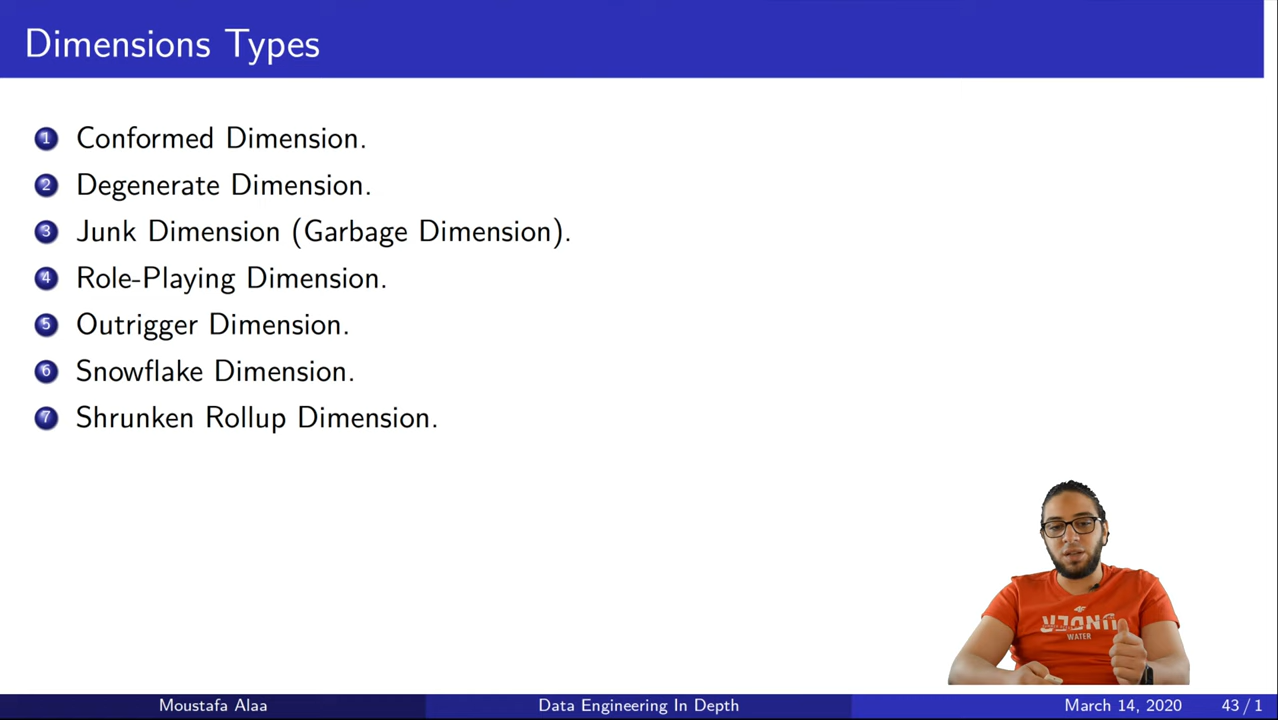 Dimensions Types
1 Conformed Dimension.
2 Degenerate Dimension.
3 Junk Dimension (Garbage Dimension).
4 Role-Playing Dimension.
5 Outrigger Dimension.
6 Snowflake Dimension.
7 Shrunken Rollup Dimension.
WATER
Moustafa Alaa Data Engineering In Depth March 14, 2020 43 / 1